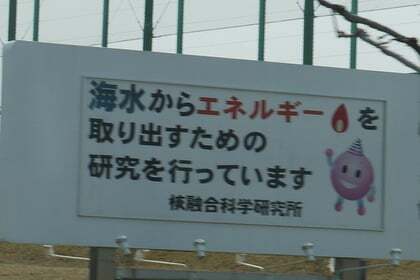 海水からエネルギーを
取り出すための
研究を行っています
核融合科学研究所